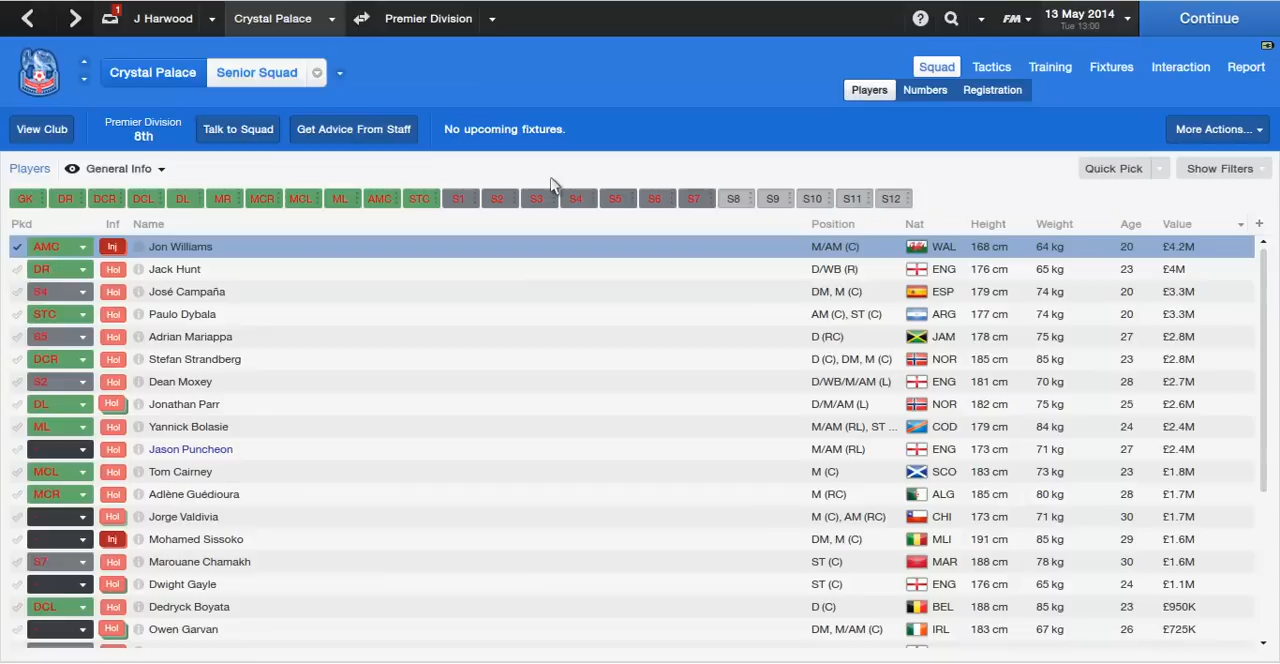 1 J Harwood Crystal Palace Premier Division ? FM 13 May 2014 Tue 13:00 Continue
Crystal Palace Senior Squad Squad Tactics Training Fixtures Interaction Report
Players Numbers Registration
View Club Premier Division 8th Talk to Squad Get Advice From Staff No upcoming fixtures. More Actions...
Players General Info Quick Pick Show Filters
GK DR DCR DCL DL MR MCR MCL ML AMC STC S1 S2 S3 S4 S5 S6 S7 S8 S9 S10 S11 S12
Pkd Inf Name Position Nat Height Weight Age Value +
AMC Inj Jon Williams M/AM (C) WAL 168 cm 64 kg 20 £4.2M
DR Hol Jack Hunt D/WB (R) ENG 176 cm 65 kg 23 £4M
S4 Hol José Campaña DM, M (C) ESP 179 cm 74 kg 20 £3.3M
STC Hol Paulo Dybala AM (C), ST (C) ARG 177 cm 74 kg 20 £3.3M
S5 Hol Adrian Mariappa D (RC) JAM 178 cm 75 kg 27 £2.8M
DCR Hol Stefan Strandberg D (C), DM, M (C) NOR 185 cm 85 kg 23 £2.8M
S2 Hol Dean Moxey D/WB/M/AM (L) ENG 181 cm 70 kg 28 £2.7M
DL Hol Jonathan Parr D/M/AM (L) NOR 182 cm 75 kg 25 £2.6M
ML Hol Yannick Bolasie M/AM (RL), ST ... COD 179 cm 84 kg 24 £2.4M
Hol Jason Puncheon M/AM (RL) ENG 173 cm 71 kg 27 £2.4M
MCL Hol Tom Cairney M (C) SCO 183 cm 73 kg 23 £1.8M
MCR Hol Adlène Guédioura M (RC) ALG 185 cm 80 kg 28 £1.7M
Hol Jorge Valdivia M (C), AM (RC) CHI 173 cm 71 kg 30 £1.7M
Inj Mohamed Sissoko DM, M (C) MLI 191 cm 85 kg 29 £1.6M
S7 Hol Marouane Chamakh ST (C) MAR 188 cm 78 kg 30 £1.6M
Hol Dwight Gayle ST (C) ENG 176 cm 65 kg 24 £1.1M
DCL Hol Dedryck Boyata D (C) BEL 188 cm 85 kg 23 £950K
Hol Owen Garvan DM, M/AM (C) IRL 183 cm 67 kg 26 £725K